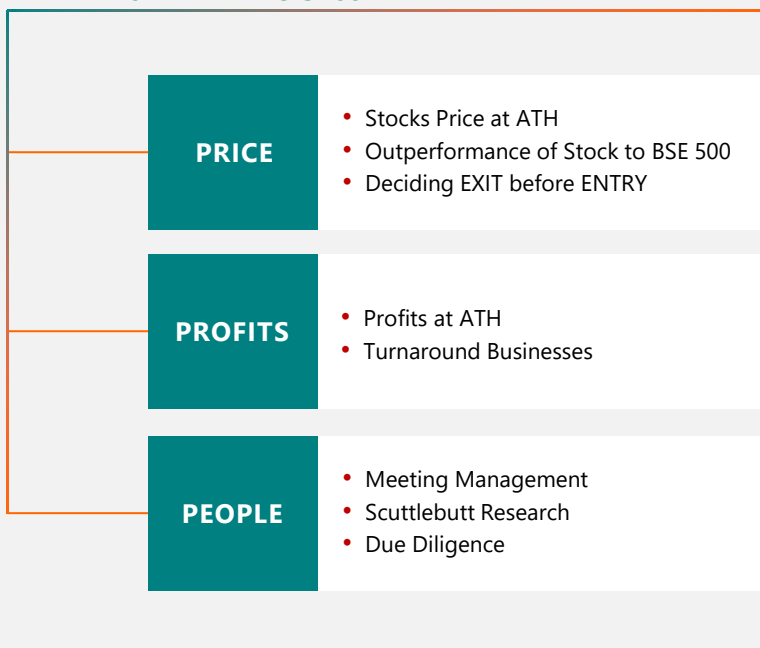 PRICE
• Stocks Price at ATH
• Outperformance of Stock to BSE 500
• Deciding EXIT before ENTRY
PROFITS
• Profits at ATH
• Turnaround Businesses
PEOPLE
• Meeting Management
• Scuttlebutt Research
• Due Diligence